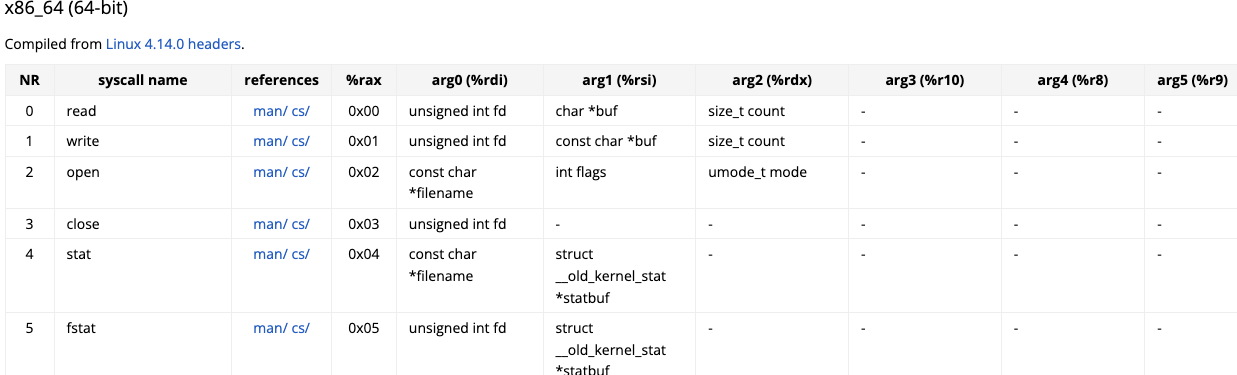 x86_64 (64-bit)
Compiled from Linux 4.14.0 headers.
NR syscall name references %rax arg0 (%rdi) arg1 (%rsi) arg2 (%rdx) arg3 (%r10) arg4 (%r8) arg5 (%r9)
0 read man/ cs/ 0x00 unsigned int fd char *buf size_t count - - -
1 write man/ cs/ 0x01 unsigned int fd const char *buf size_t count - - -
2 open man/ cs/ 0x02 const char int flags umode_t mode - - -
*filename
3 close man/ cs/ 0x03 unsigned int fd - - - - -
4 stat man/ cs/ 0x04 const char struct - - - -
*filename __old_kernel_stat
*statbuf
5 fstat man/ cs/ 0x05 unsigned int fd struct - - - -
__old_kernel_stat
*statbuf